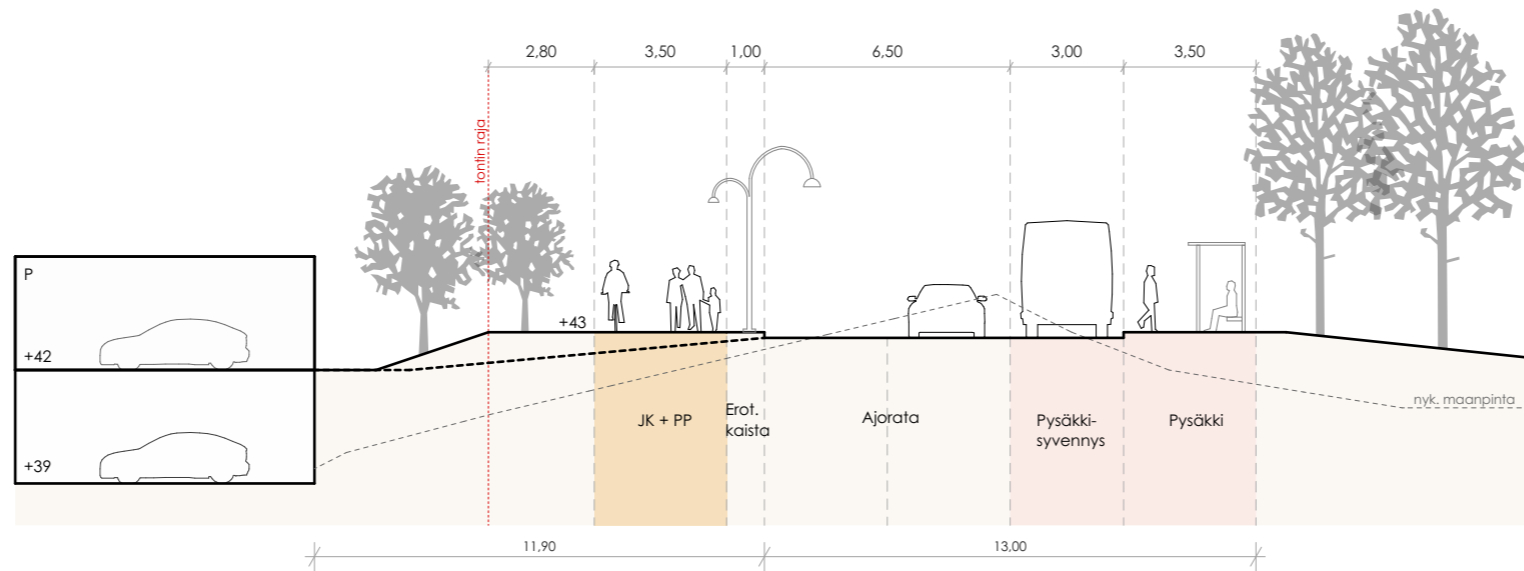 2,80 3,50 1,00 6,50 3,00 3,50
tontin raja
P
+43
+42
nyk. maanpinta
JK + PP
Erot.
kaista
Ajorata
Pysäkki-
syvennys
Pysäkki
+39
11,90 13,00